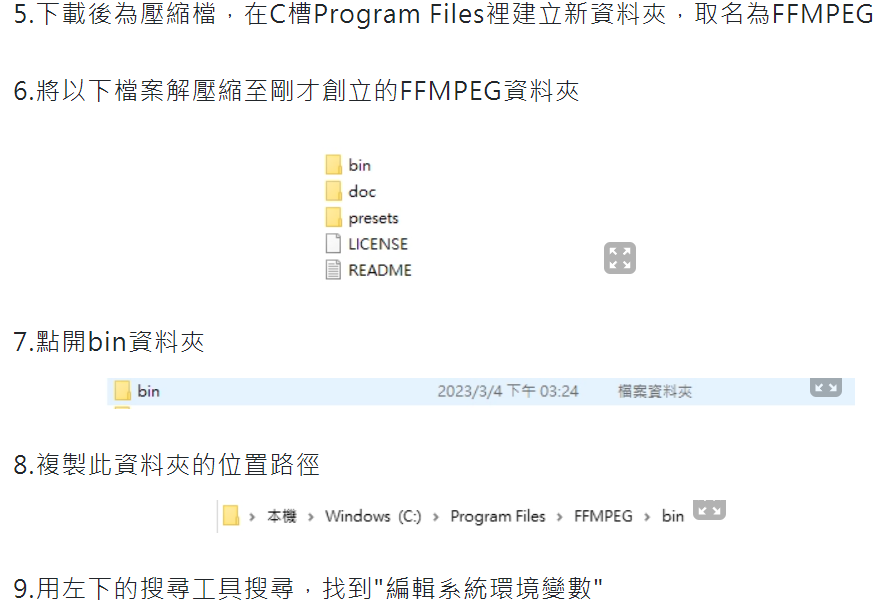 5.下載後為壓縮檔，在C槽Program Files裡建立新資料夾，取名為FFMPEG
6.將以下檔案解壓縮至剛才創立的FFMPEG資料夾
bin
doc
presets
LICENSE
README
7.點開bin資料夾
bin 2023/3/4 下午 03:24 檔案資料夾
8.複製此資料夾的位置路徑
› 本機 › Windows (C:) › Program Files › FFMPEG › bin
9.用左下的搜尋工具搜尋，找到"編輯系統環境變數"